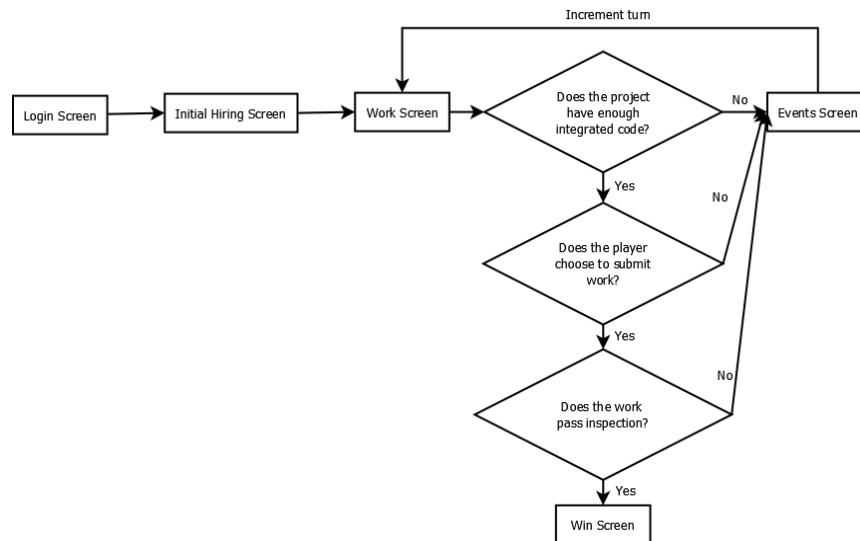 Increment turn
Login Screen
Initial Hiring Screen
Work Screen
Does the project
have enough
integrated code?
No
Events Screen
Yes
No
Does the player
choose to submit
work?
Yes
No
Does the work
pass inspection?
Yes
Win Screen